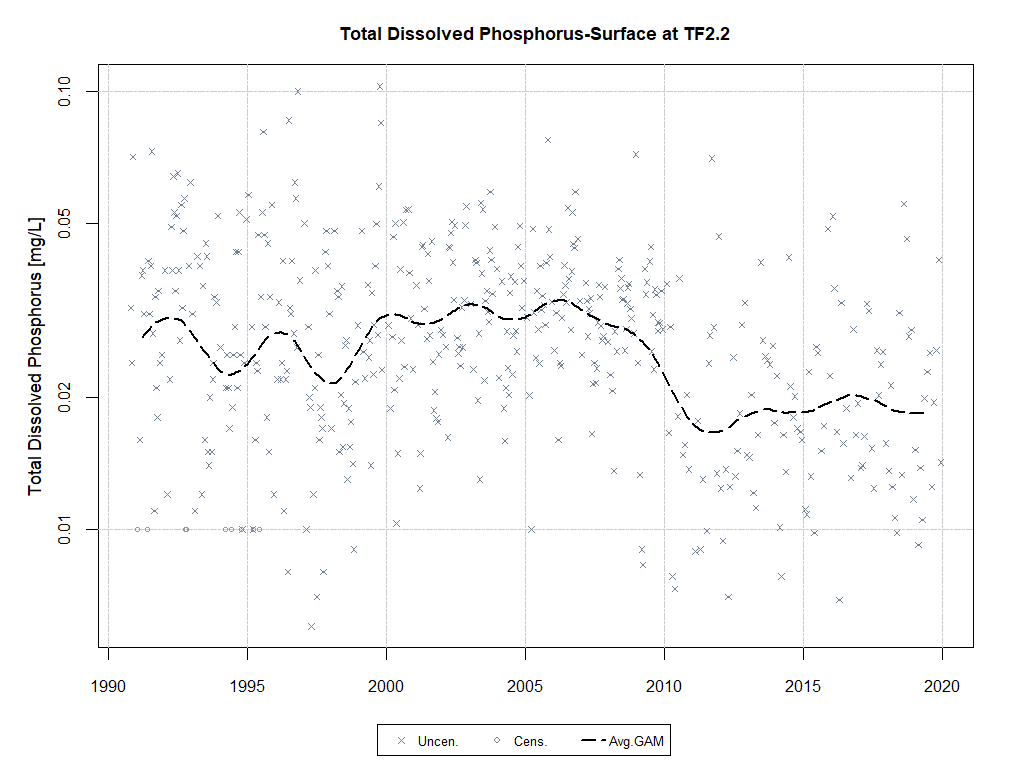 Total Dissolved Phosphorus-Surface at TF2.2
Total Dissolved Phosphorus [mg/L]
0.10
0.05
0.02
0.01
1990 1995 2000 2005 2010 2015 2020
Uncen. Cens. Avg.GAM